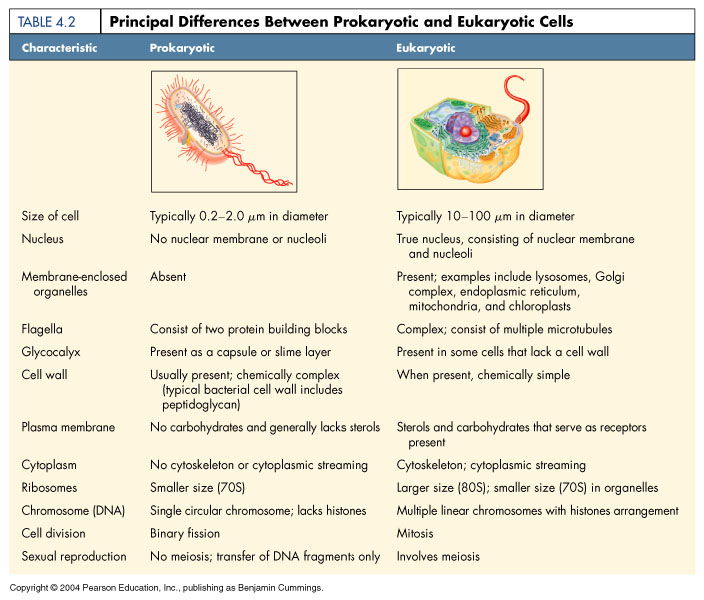 TABLE 4.2 Principal Differences Between Prokaryotic and Eukaryotic Cells
Characteristic Prokaryotic Eukaryotic
Size of cell Typically 0.2–2.0 μm in diameter Typically 10–100 μm in diameter
Nucleus No nuclear membrane or nucleoli True nucleus, consisting of nuclear membrane
and nucleoli
Membrane-enclosed Absent Present; examples include lysosomes, Golgi
organelles complex, endoplasmic reticulum,
mitochondria, and chloroplasts
Flagella Consist of two protein building blocks Complex; consist of multiple microtubules
Glycocalyx Present as a capsule or slime layer Present in some cells that lack a cell wall
Cell wall Usually present; chemically complex When present, chemically simple
(typical bacterial cell wall includes
peptidoglycan)
Plasma membrane No carbohydrates and generally lacks sterols Sterols and carbohydrates that serve as receptors
present
Cytoplasm No cytoskeleton or cytoplasmic streaming Cytoskeleton; cytoplasmic streaming
Ribosomes Smaller size (70S) Larger size (80S); smaller size (70S) in organelles
Chromosome (DNA) Single circular chromosome; lacks histones Multiple linear chromosomes with histones arrangement
Cell division Binary fission Mitosis
Sexual reproduction No meiosis; transfer of DNA fragments only Involves meiosis
Copyright © 2004 Pearson Education, Inc., publishing as Benjamin Cummings.